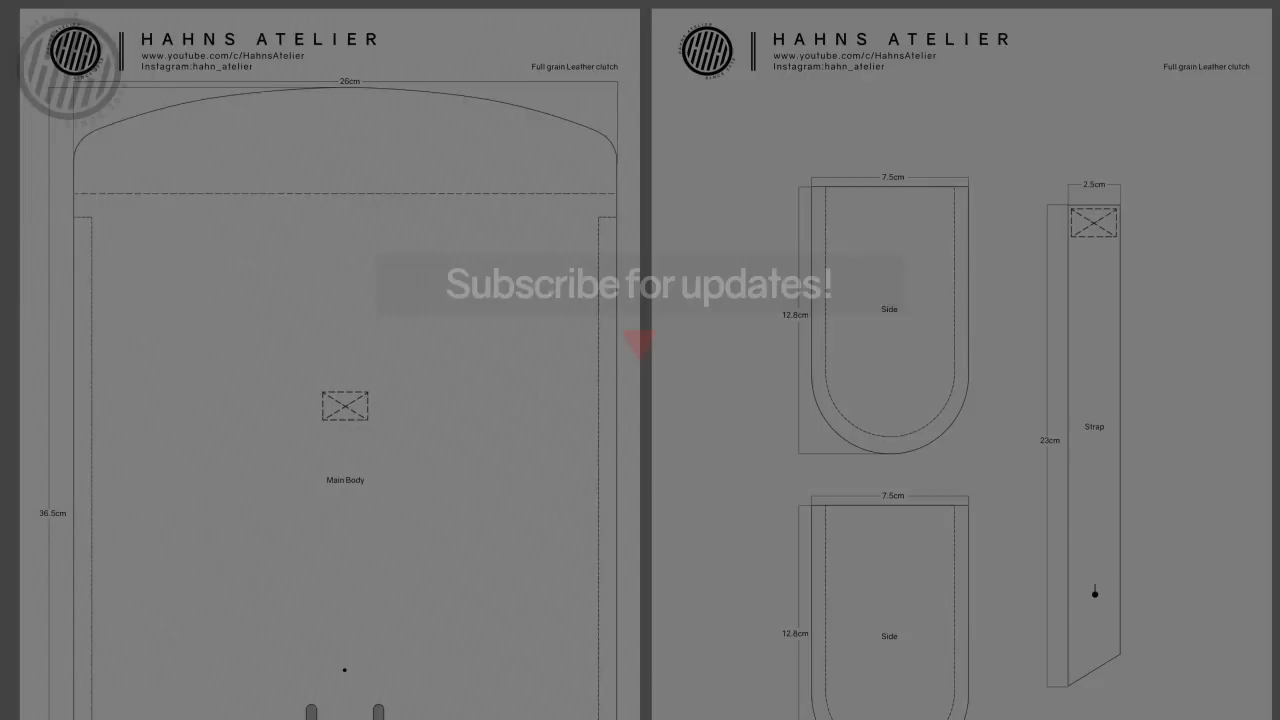 HAHNS ATELIER
www.youtube.com/c/HahnsAtelier
Instagram:hahn_atelier
Full grain Leather clutch
26cm
36.5cm
Main Body
HAHNS ATELIER
www.youtube.com/c/HahnsAtelier
Instagram:hahn_atelier
Full grain Leather clutch
7.5cm
2.5cm
Subscribe for updates!
12.8cm
Side
23cm
Strap
7.5cm
12.8cm
Side